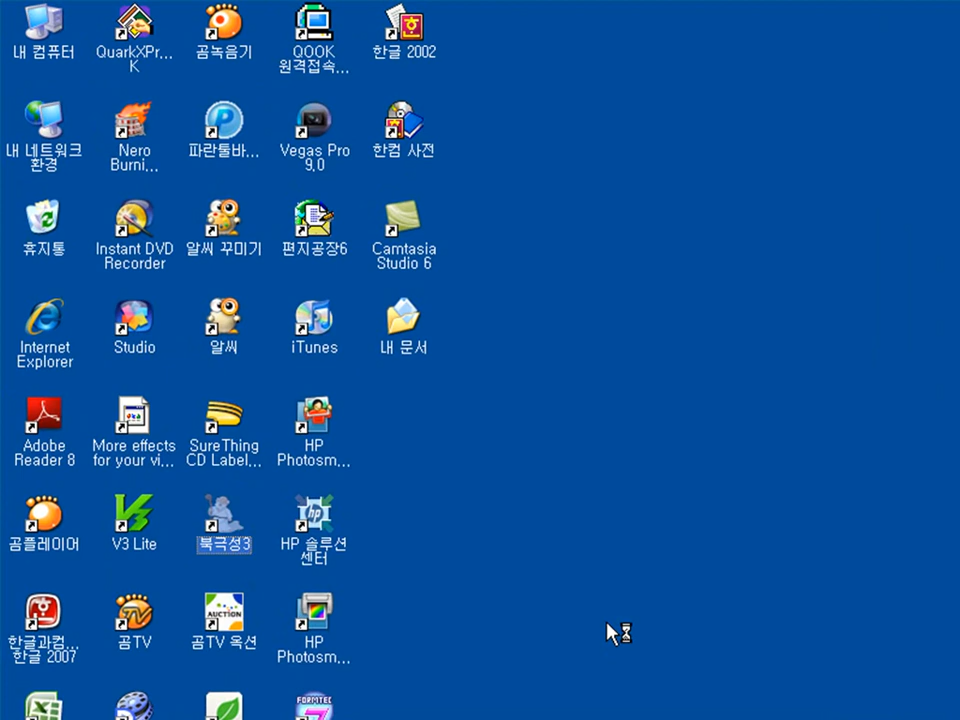 내 컴퓨터
QuarkXPr...
K
곰녹음기
QOOK
원격접속...
한글 2002
내 네트워크
환경
Nero
Burni...
파란툴바...
Vegas Pro
9.0
한컴 사전
휴지통
Instant DVD
Recorder
알씨 꾸미기
편지공장6
Camtasia
Studio 6
Internet
Explorer
Studio
알씨
iTunes
내 문서
Adobe
Reader 8
More effects
for your vi...
SureThing
CD Label...
HP
Photosm...
곰플레이어
V3 Lite
북극성3
HP 솔루션
센터
한글과컴...
한글 2007
곰TV
AUCTION
곰TV 옥션
HP
Photosm...
FORMTEC